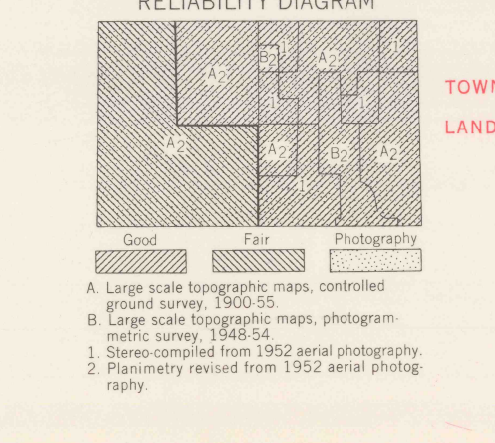 RELIABILITY DIAGRAM
A2
B2
1
A2
1
1
1
A2
A2
B2
A2
1
TOWN
LAND
Good Fair Photography
A. Large scale topographic maps, controlled
ground survey, 1900-55.
B. Large scale topographic maps, photogram-
metric survey, 1948-54.
1. Stereo-compiled from 1952 aerial photography.
2. Planimetry revised from 1952 aerial photog-
raphy.